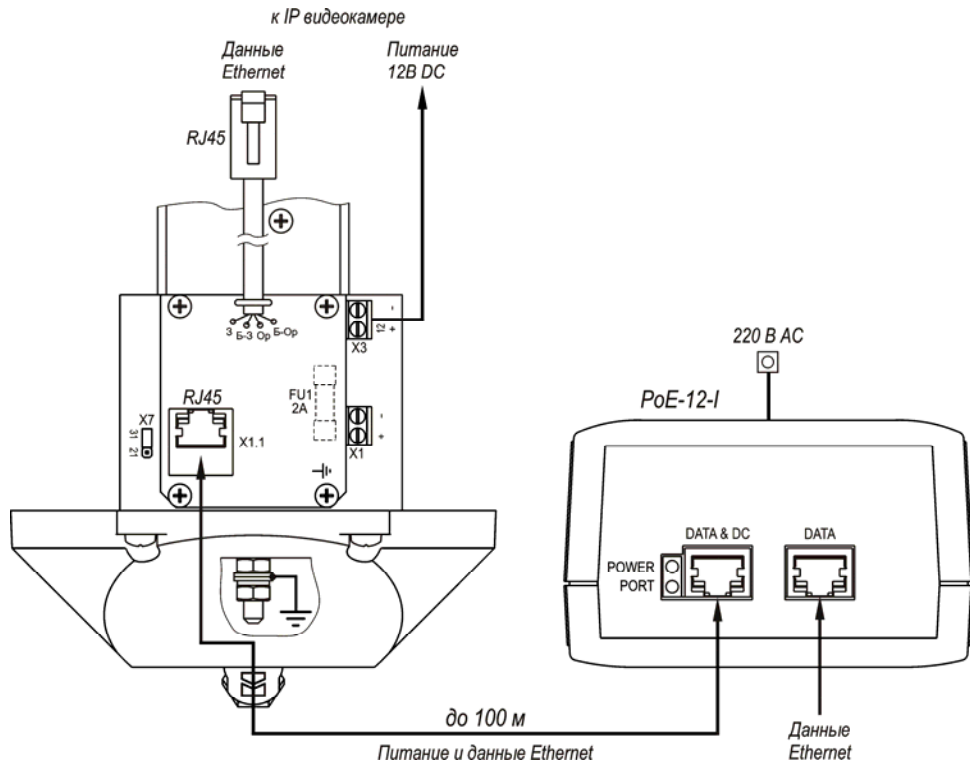 к IP видеокамере
Данные
Ethernet
Питание
12В DC
RJ45
З Б-З Ор Б-Ор
-
12 +
X3
FU1
2A
RJ45
X7
31
21
X1.1
-
+
X1
220 В AC
PoE-12-I
DATA & DC
DATA
POWER
PORT
до 100 м
Питание и данные Ethernet
Данные
Ethernet